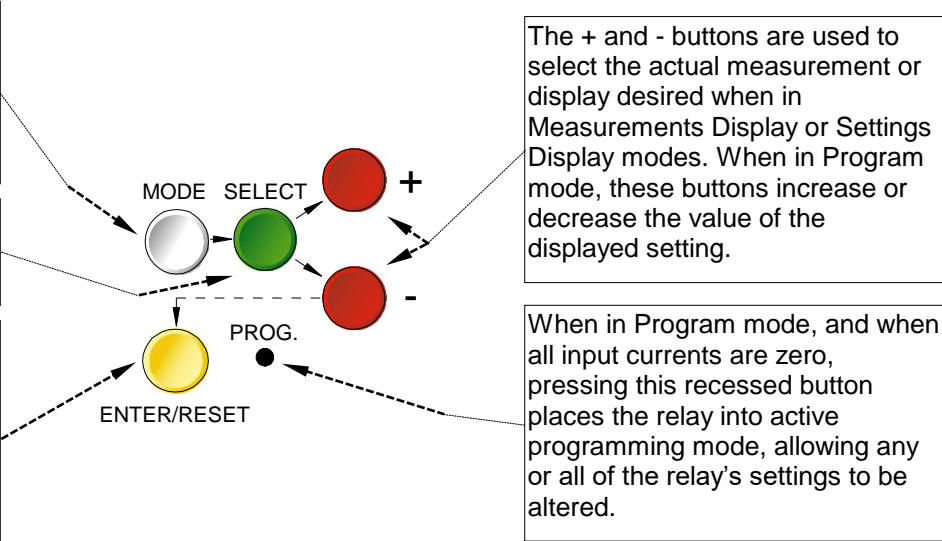 The + and - buttons are used to
select the actual measurement or
display desired when in
Measurements Display or Settings
Display modes. When in Program
mode, these buttons increase or
decrease the value of the
displayed setting.
MODE SELECT +
-
PROG.
ENTER/RESET
When in Program mode, and when
all input currents are zero,
pressing this recessed button
places the relay into active
programming mode, allowing any
or all of the relay's settings to be
altered.